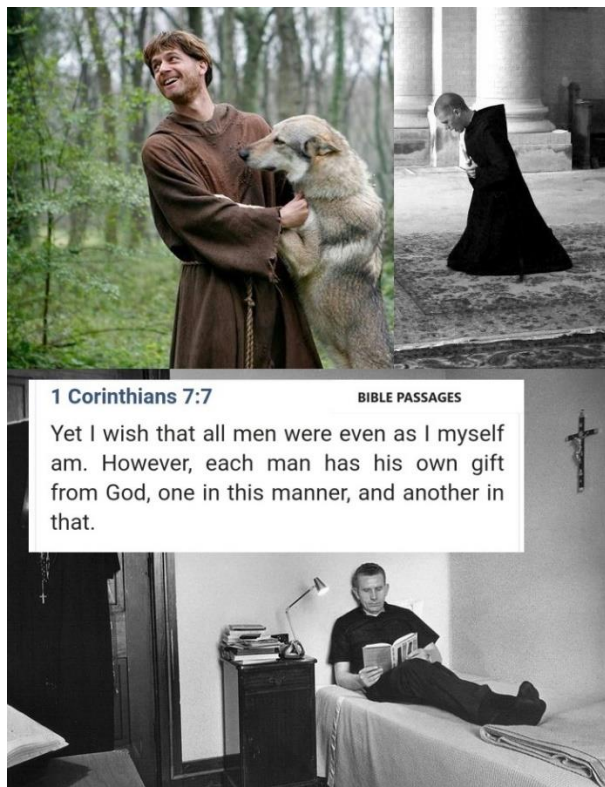 1 Corinthians 7:7
BIBLE PASSAGES
Yet I wish that all men were even as I myself
am. However, each man has his own gift
from God, one in this manner, and another in
that.